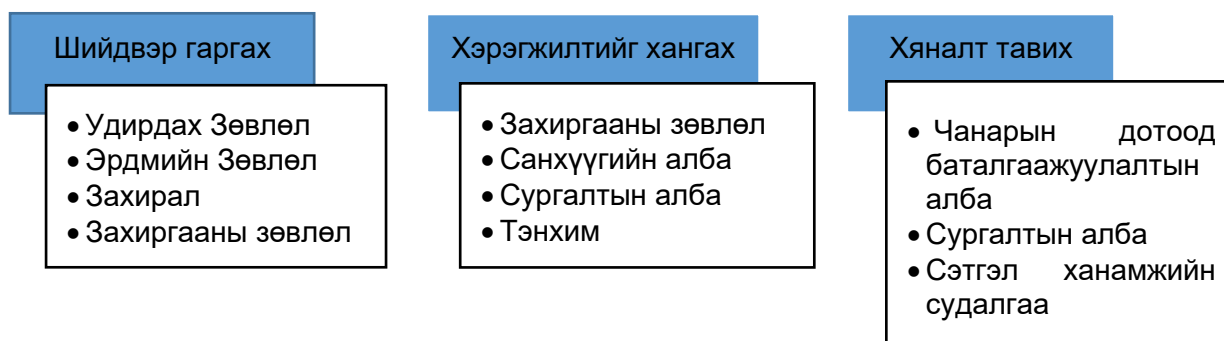 Шийдвэр гаргах
• Удирдах Зөвлөл
• Эрдмийн Зөвлөл
• Захирал
• Захиргааны зөвлөл
Хэрэгжилтийг хангах
• Захиргааны зөвлөл
• Санхүүгийн алба
• Сургалтын алба
• Тэнхим
Хяналт тавих
• Чанарын дотоод
баталгаажуулалтын
алба
• Сургалтын алба
• Сэтгэл ханамжийн
судалгаа